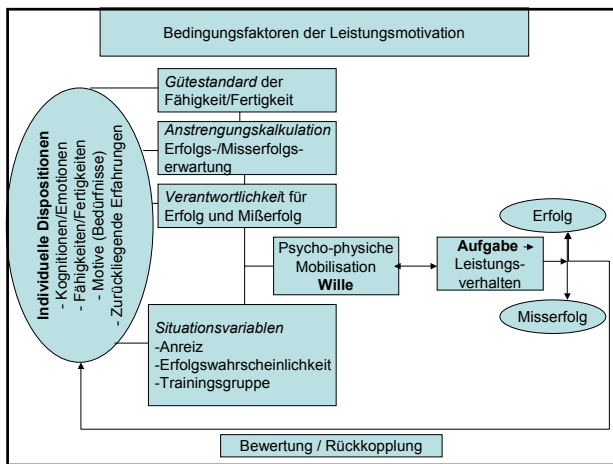 Bedingungsfaktoren der Leistungsmotivation
Individuelle Dispositionen
- Kognitionen/Emotionen
- Fähigkeiten/Fertigkeiten
- Motive (Bedürfnisse)
- Zurückliegende Erfahrungen
Gütestandard der
Fähigkeit/Fertigkeit
Anstrengungskalkulation
Erfolgs-/Misserfolgs-
erwartung
Verantwortlichkeit für
Erfolg und Mißerfolg
Psycho-physiche
Mobilisation
Wille
Aufgabe
Leistungs-
verhalten
Erfolg
Misserfolg
Situationsvariablen
-Anreiz
-Erfolgswahrscheinlichkeit
-Trainingsgruppe
Bewertung / Rückkopplung